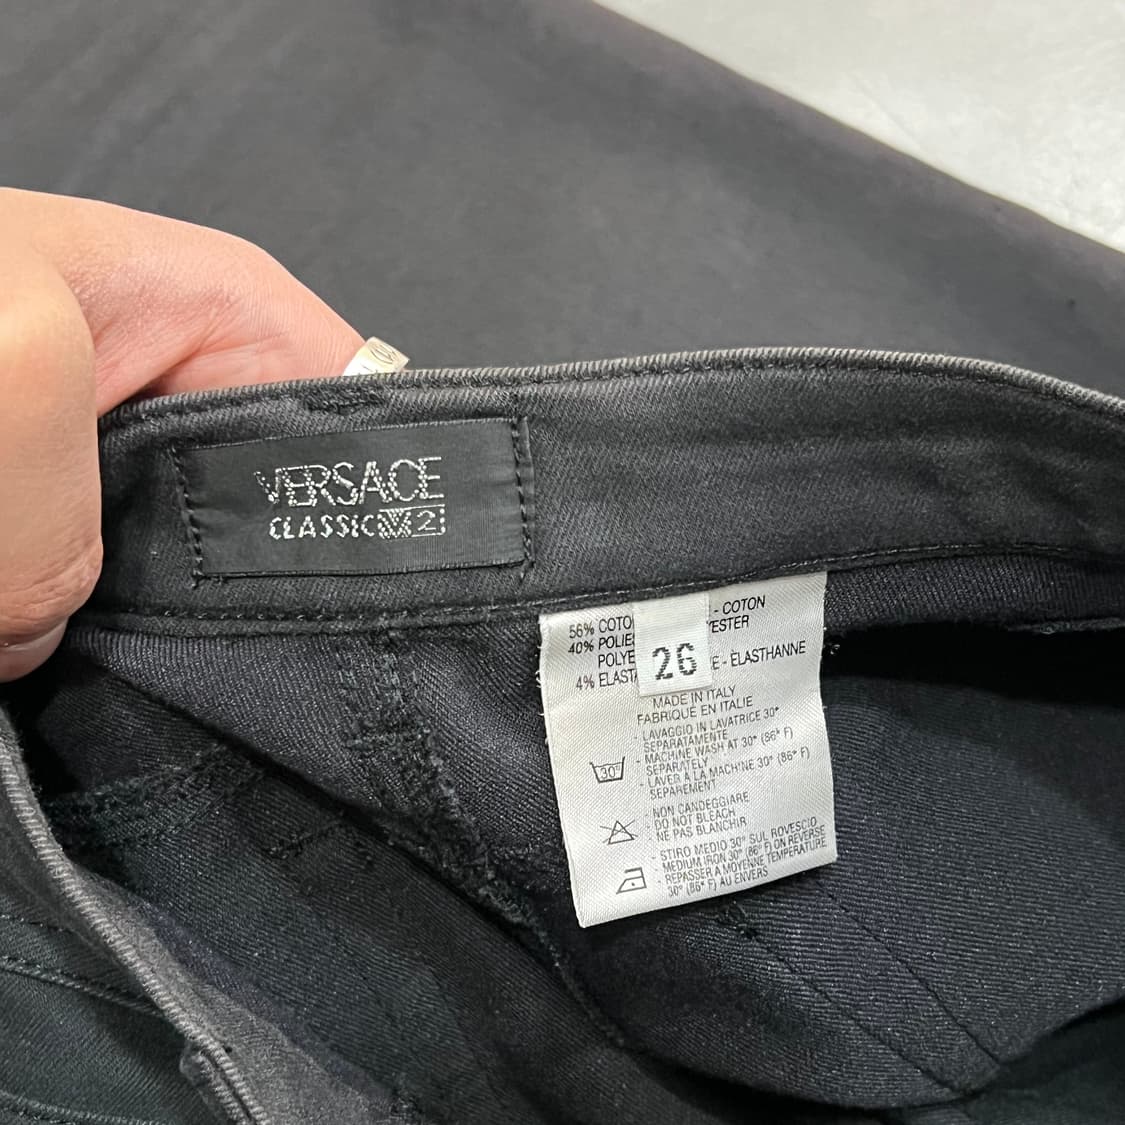 VERSACE
CLASSIC V2
56% COTO - COTON
40% POLIES YESTER
POLYE
26
4% ELAST E - ELASTHANNE
MADE IN ITALY
FABRIQUÉ EN ITALIE
- LAVAGGIO IN LAVATRICE 30°
SEPARATAMENTE
- MACHINE WASH AT 30° (86° F)
SEPARATELY
- LAVER À LA MACHINE 30° (86° F)
SEPAREMENT
30°
- NON CANDEGGIARE
- DO NOT BLEACH
- NE PAS BLANCHIR
- STIRO MEDIO 30° SUL ROVESCIO
- MEDIUM IRON 30° (86° F) ON REVERSE
- REPASSER A MOYENNE TEMPERATURE
30° (86° F) AU ENVERS